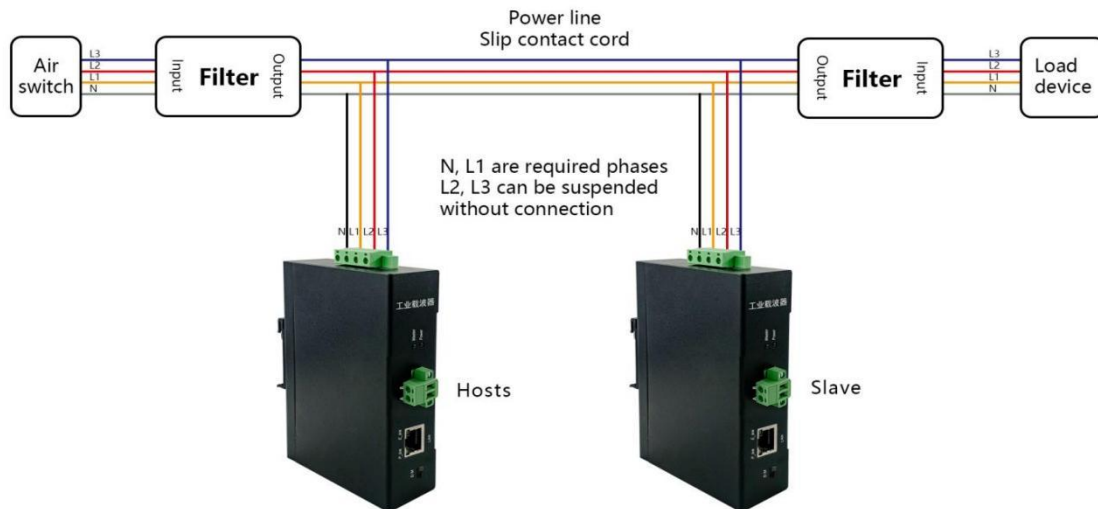 Power line
Slip contact cord
Air
switch
L3
L2
L1
N
Input
Filter
Output
Output
Filter
Input
L3
L2
L1
N
Load
device
N, L1 are required phases
L2, L3 can be suspended
without connection
N L1 L2 L3
N L1 L2 L3
工业载波器
工业载波器
Hosts
Slave